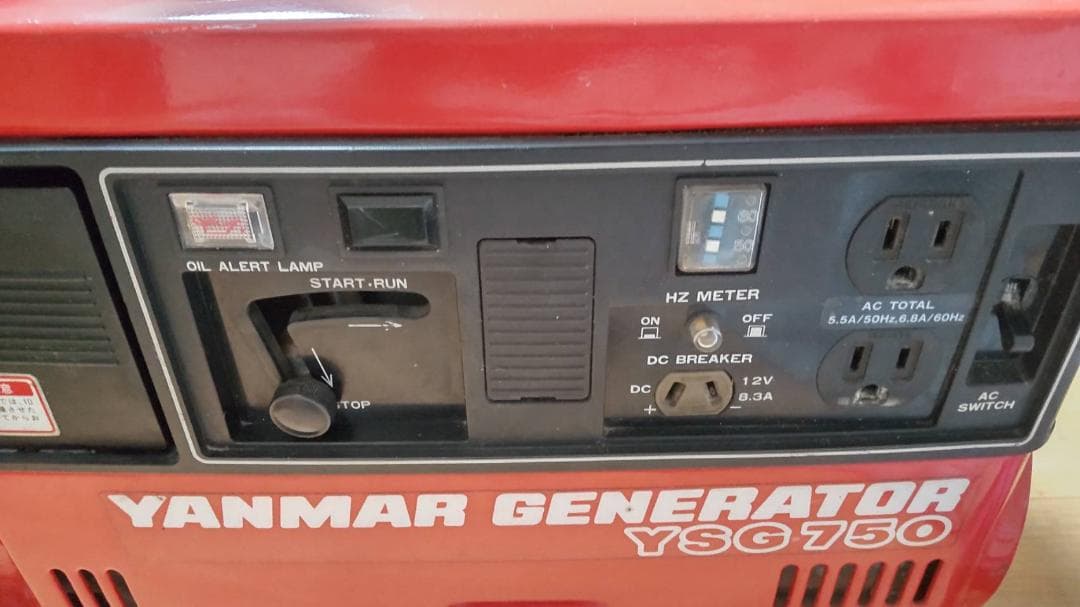 OIL ALERT LAMP
START·RUN
STOP
60
50
HZ METER
ON
OFF
DC BREAKER
DC
12V
8.3A
+
−
AC TOTAL
5.5A/50Hz,6.8A/60Hz
AC
SWITCH
YANMAR GENERATOR
YSG750